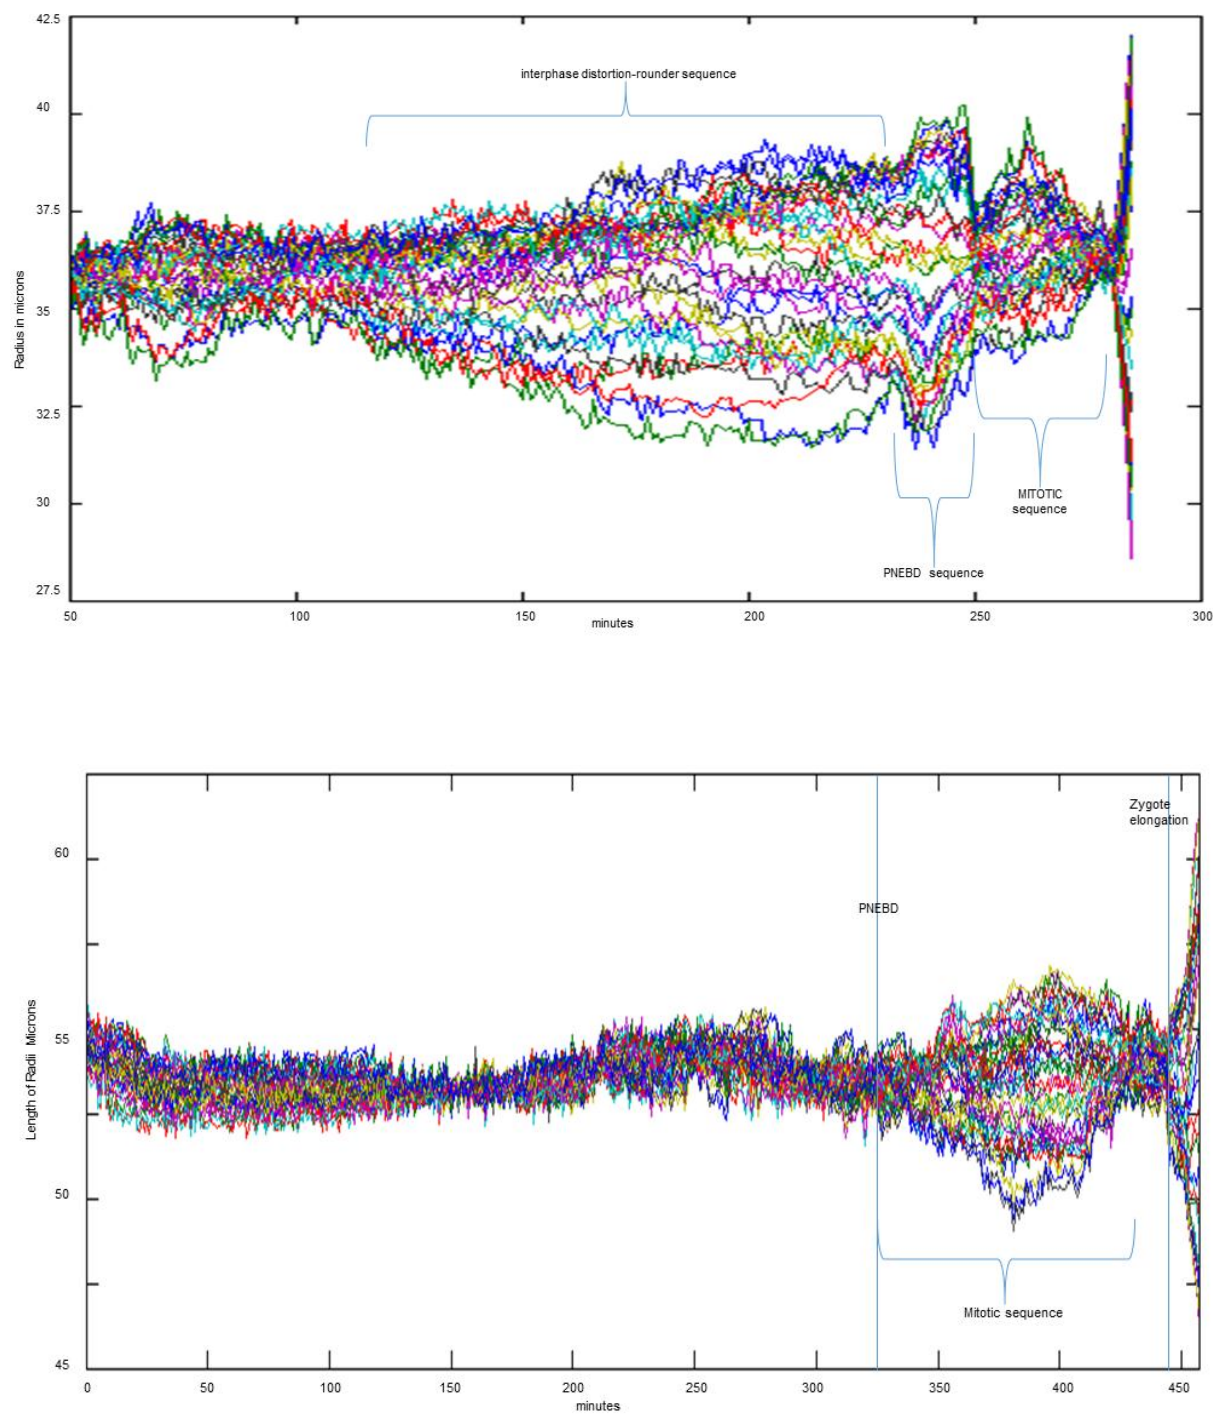 42.5
interphase distortion-rounder sequence
40
37.5
Radius in microns
35
32.5
MITOTIC
sequence
30
PNEBD sequence
27.5
50 100 150 200 250 300
minutes
Zygote
elongation
60
PNEBD
55
Length of Radii Microns
50
Mitotic sequence
45
0 50 100 150 200 250 300 350 400 450
minutes